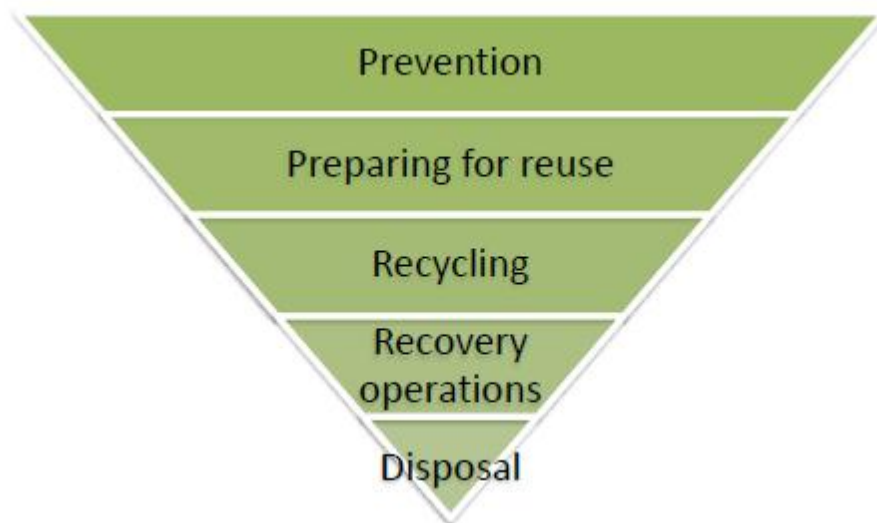 Prevention
Preparing for reuse
Recycling
Recovery
operations
Disposal